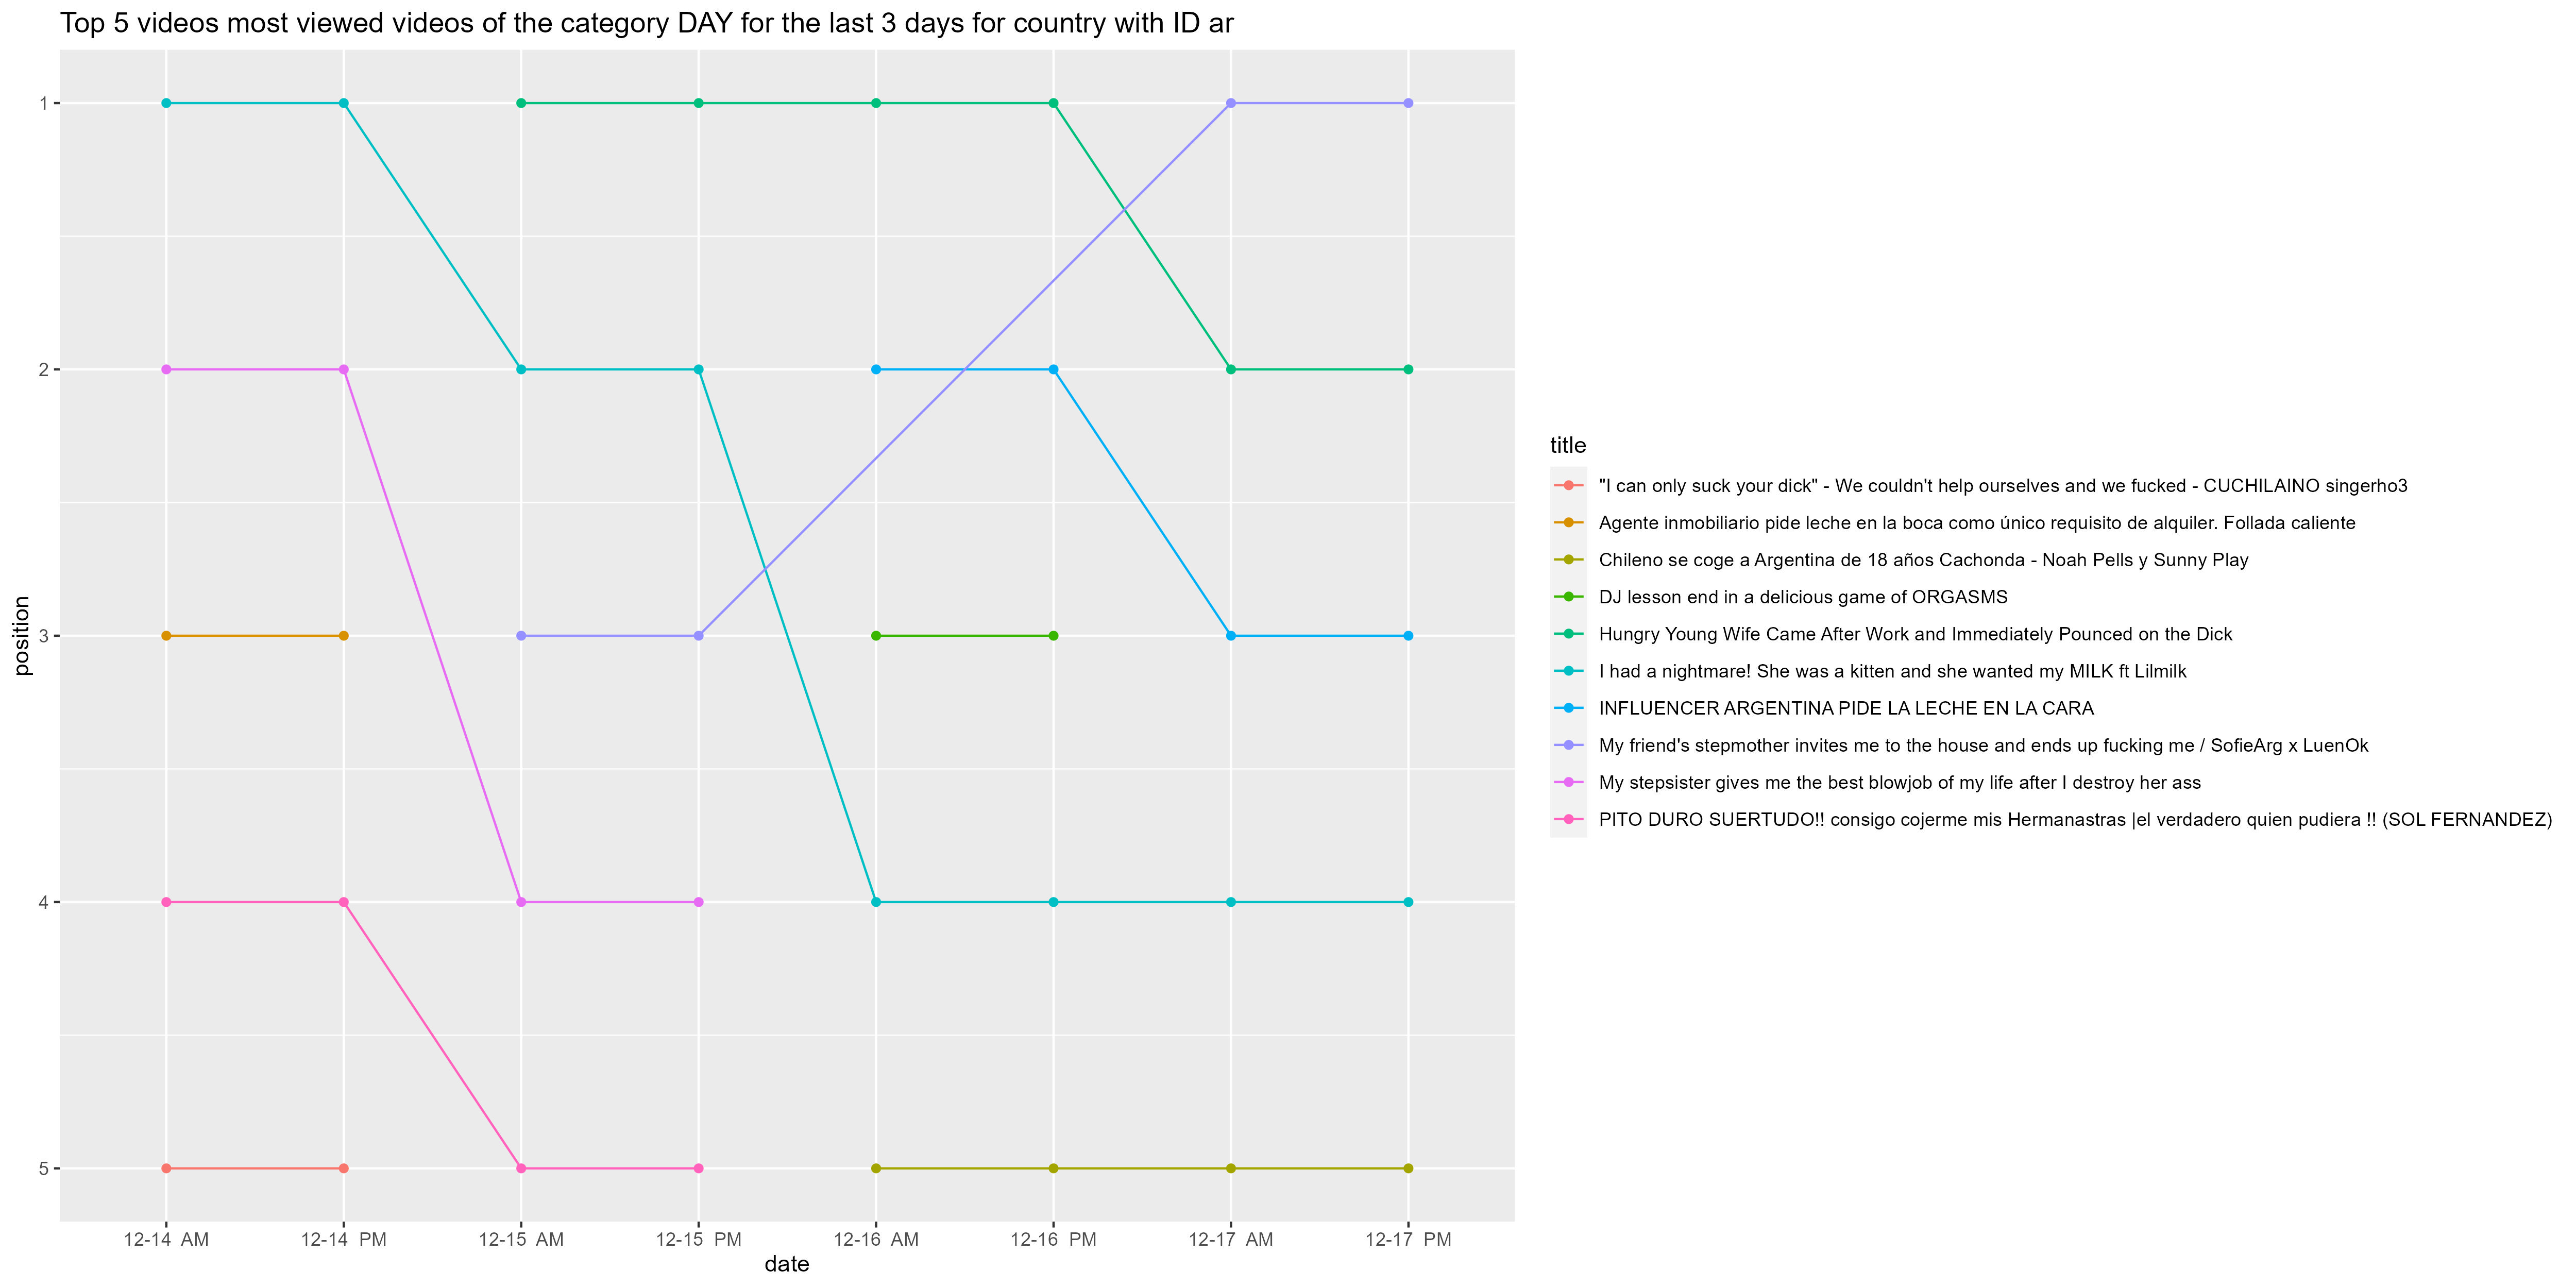 Top 5 videos most viewed videos of the category DAY for the last 3 days for country with ID ar
position
1
2
3
4
5
12-14 AM
12-14 PM
12-15 AM
12-15 PM
12-16 AM
12-16 PM
12-17 AM
12-17 PM
date
title
"I can only suck your dick" - We couldn't help ourselves and we fucked - CUCHILAINO singerho3
Agente inmobiliario pide leche en la boca como único requisito de alquiler. Follada caliente
Chileno se coge a Argentina de 18 años Cachonda - Noah Pells y Sunny Play
DJ lesson end in a delicious game of ORGASMS
Hungry Young Wife Came After Work and Immediately Pounced on the Dick
I had a nightmare! She was a kitten and she wanted my MILK ft Lilmilk
INFLUENCER ARGENTINA PIDE LA LECHE EN LA CARA
My friend's stepmother invites me to the house and ends up fucking me / SofieArg x LuenOk
My stepsister gives me the best blowjob of my life after I destroy her ass
PITO DURO SUERTUDO!! consigo cojerme mis Hermanastras |el verdadero quien pudiera !! (SOL FERNANDEZ)